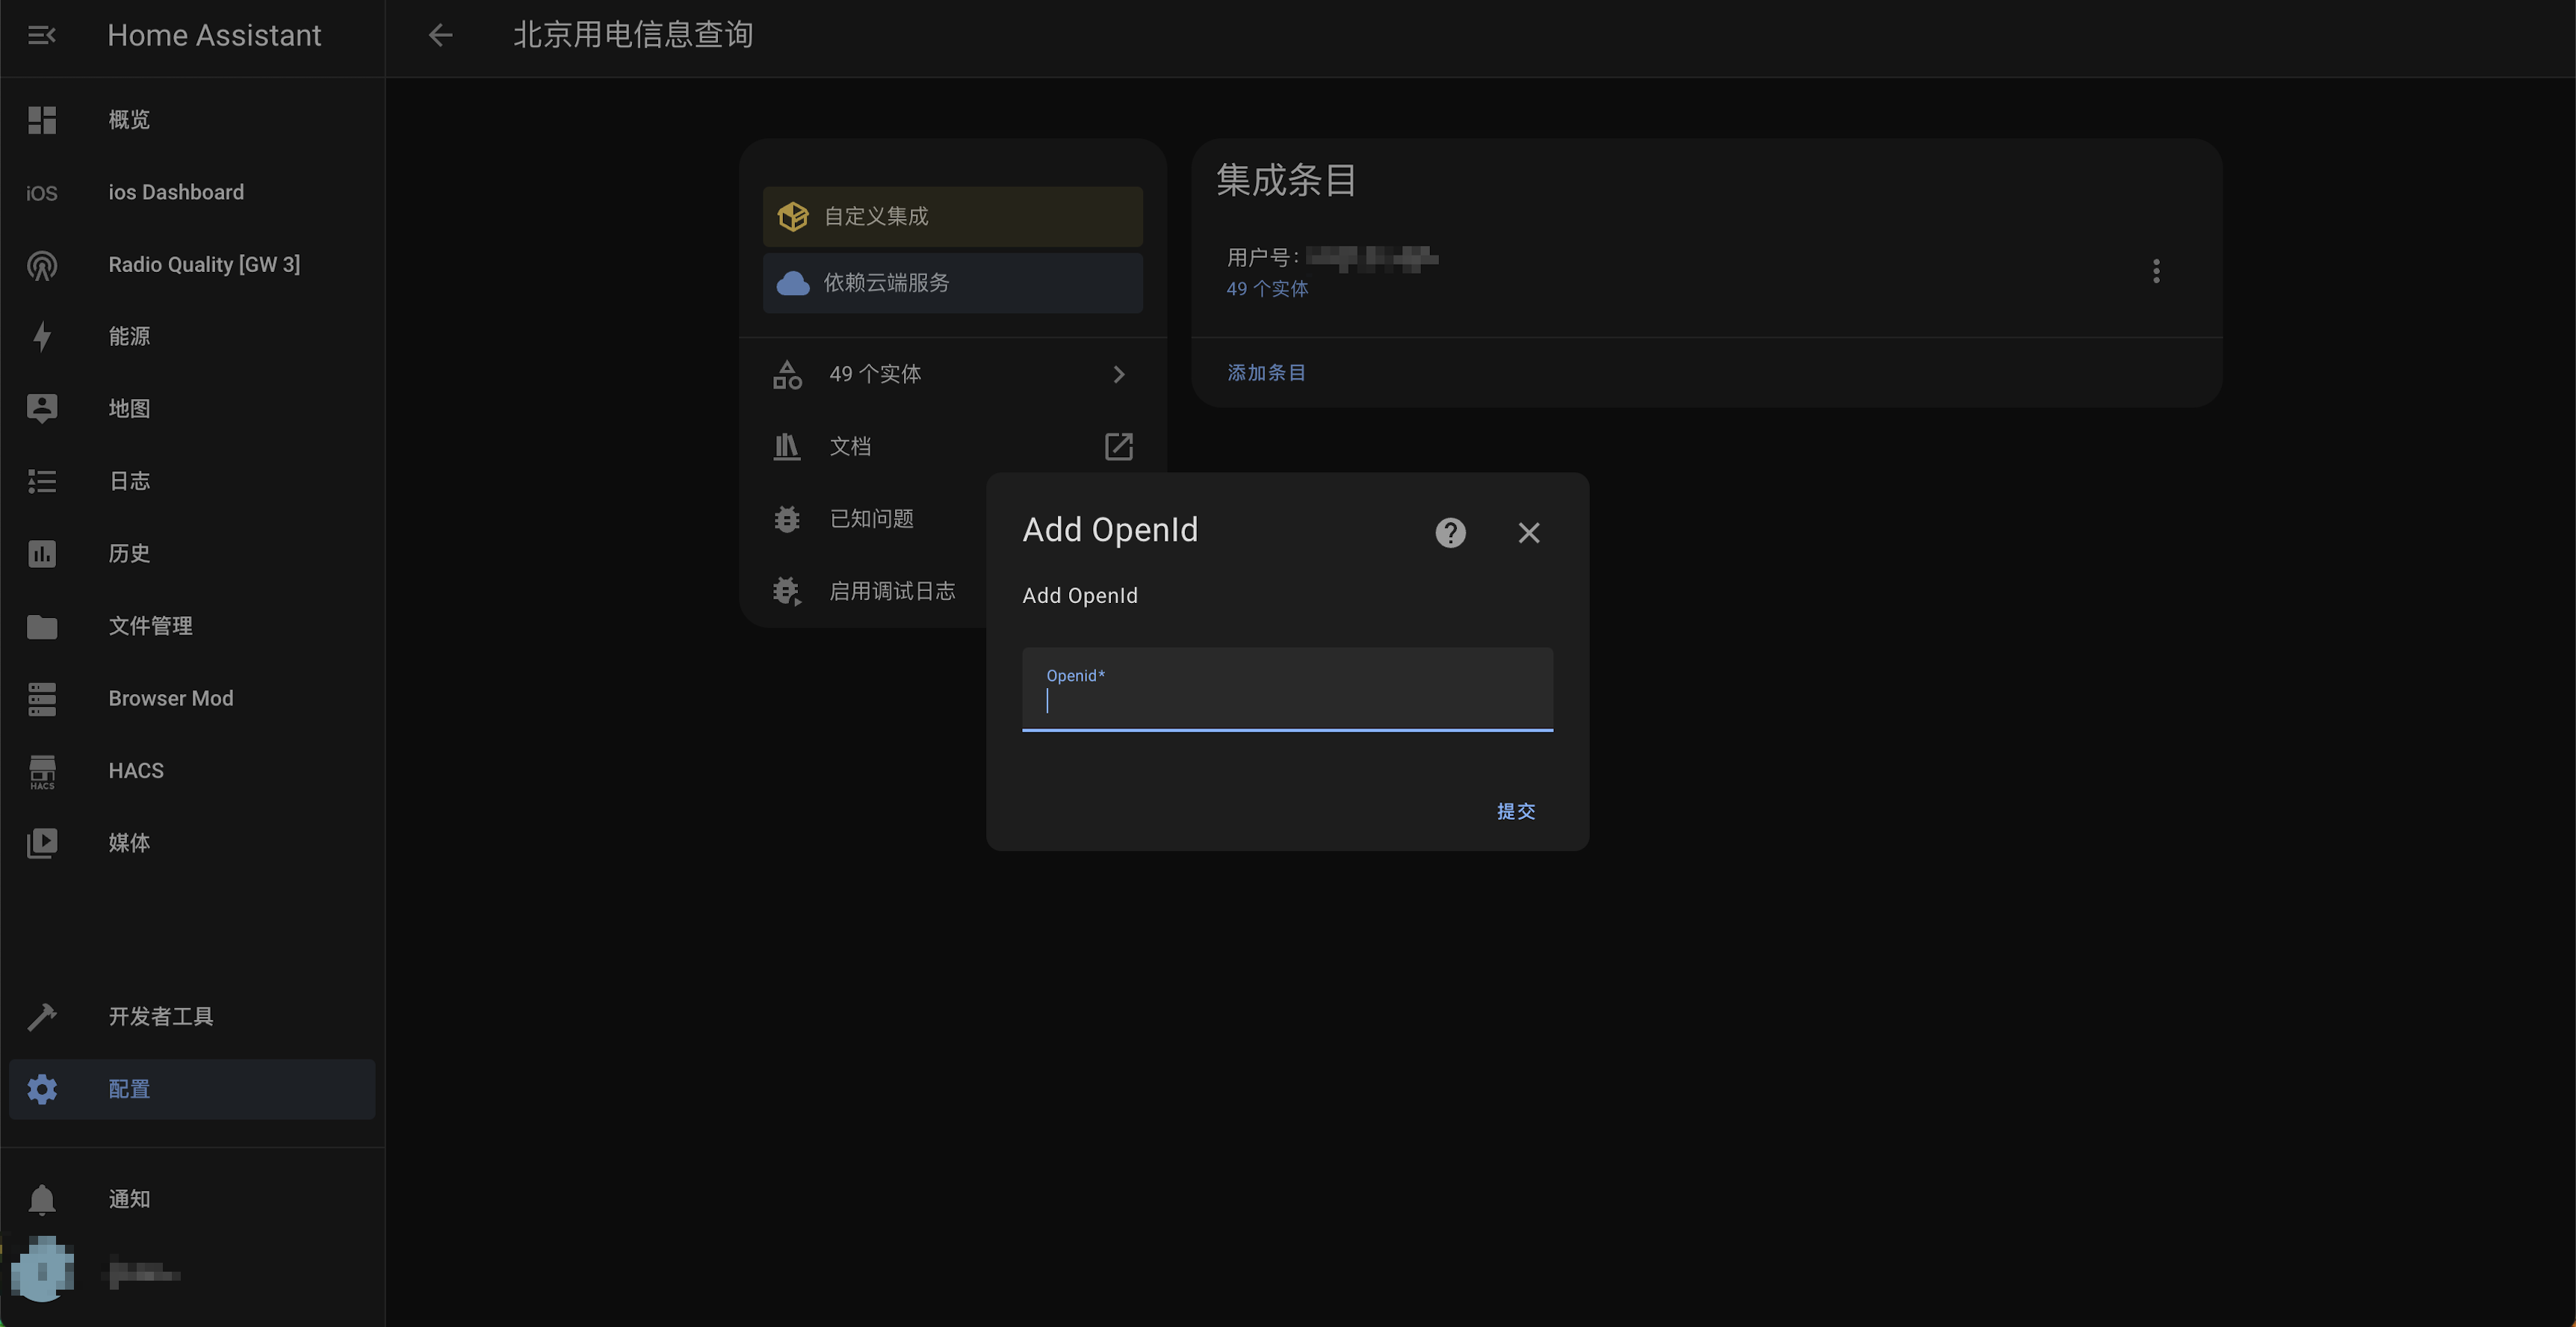 Home Assistant
北京用电信息查询
概览
iOS
ios Dashboard
Radio Quality [GW 3]
能源
地图
日志
历史
文件管理
Browser Mod
HACS
HACS
媒体
开发者工具
配置
通知
自定义集成
依赖云端服务
49 个实体
文档
已知问题
启用调试日志
集成条目
用户号:
49 个实体
添加条目
Add OpenId
Add OpenId
Openid*
提交